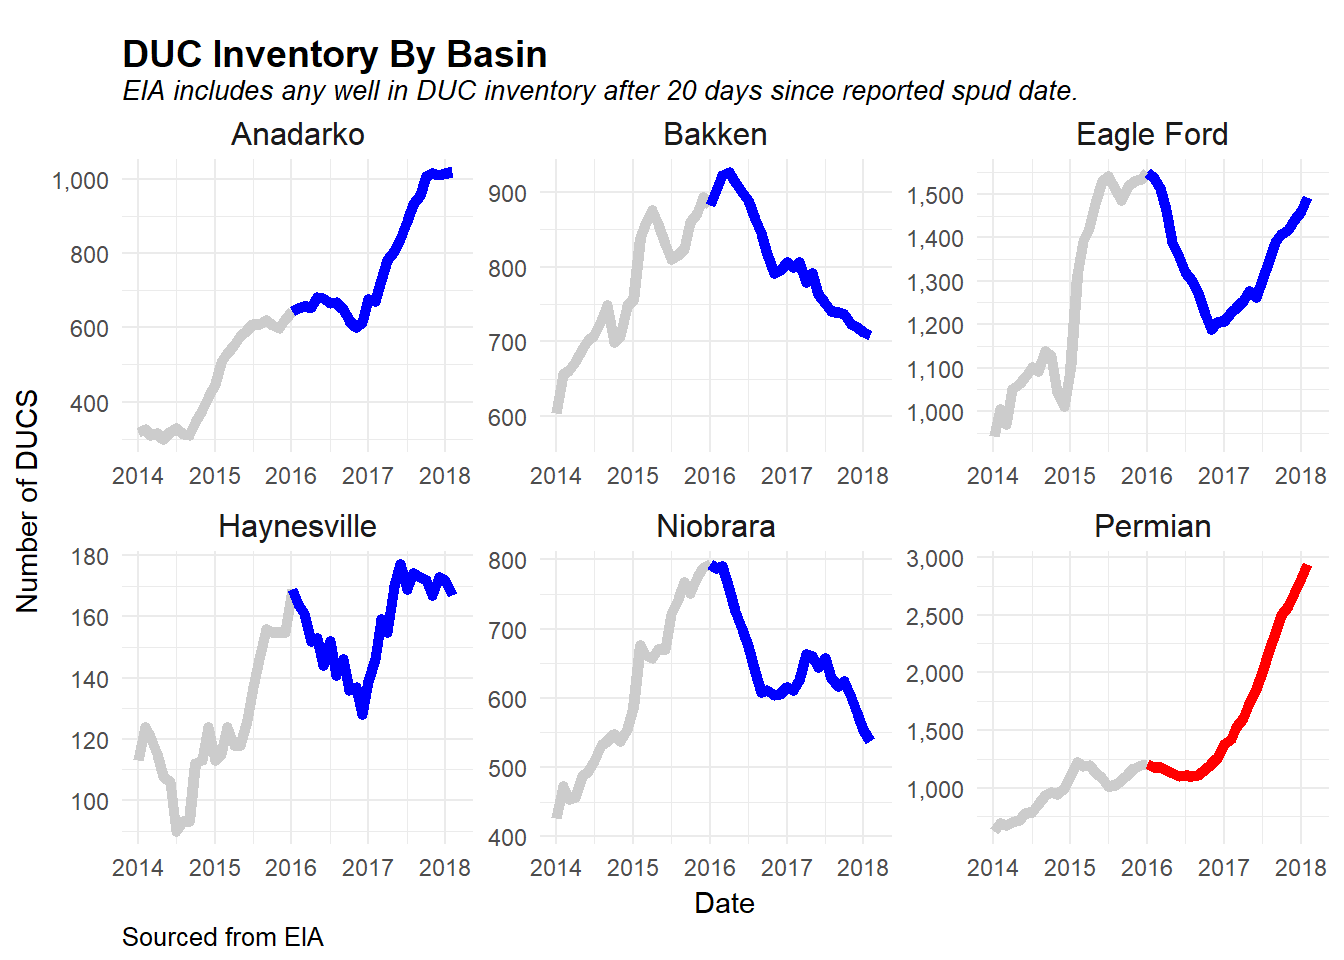 DUC Inventory By Basin
EIA includes any well in DUC inventory after 20 days since reported spud date.
Anadarko
Bakken
Eagle Ford
1,000
800
600
400
900
800
700
600
1,500
1,400
1,300
1,200
1,100
1,000
2014 2015 2016 2017 2018
2014 2015 2016 2017 2018
2014 2015 2016 2017 2018
Number of DUCS
Haynesville
Niobrara
Permian
180
160
140
120
100
800
700
600
500
400
3,000
2,500
2,000
1,500
1,000
2014 2015 2016 2017 2018
2014 2015 2016 2017 2018
2014 2015 2016 2017 2018
Date
Sourced from EIA